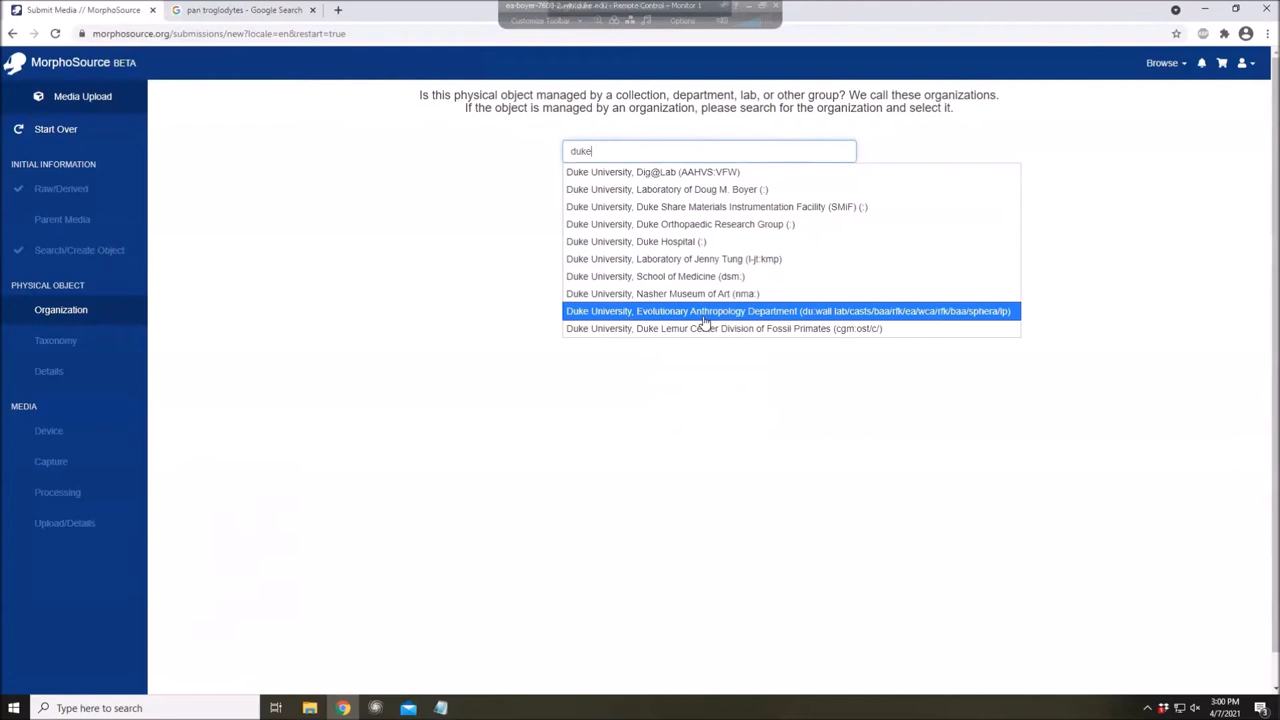 Submit Media // MorphoSource
pan troglodytes - Google Search
Remote Control - Monitor 1
Customize Toolbar
Options
morphosource.org/submissions/new?locale=en&restart=true
MorphoSource BETA
Browse
Media Upload
Start Over
INITIAL INFORMATION
Raw/Derived
Parent Media
Search/Create Object
PHYSICAL OBJECT
Organization
Taxonomy
Details
MEDIA
Device
Capture
Processing
Upload/Details
Is this physical object managed by a collection, department, lab, or other group? We call these organizations.
If the object is managed by an organization, please search for the organization and select it.
duke
Duke University, Dig@Lab (AAHVS:VFW)
Duke University, Laboratory of Doug M. Boyer (:)
Duke University, Duke Share Materials Instrumentation Facility (SMiF) (:)
Duke University, Duke Orthopaedic Research Group (:)
Duke University, Duke Hospital (:)
Duke University, Laboratory of Jenny Tung (l-jt:kmp)
Duke University, School of Medicine (dsm:)
Duke University, Nasher Museum of Art (nma:)
Duke University, Evolutionary Anthropology Department (du:wall lab/casts/baa/rfk/ea/wca/rfk/baa/sphera/lp)
Duke University, Duke Lemur Center Division of Fossil Primates (cgm:ost/c/)
Type here to search
3:00 PM
4/7/2021
3